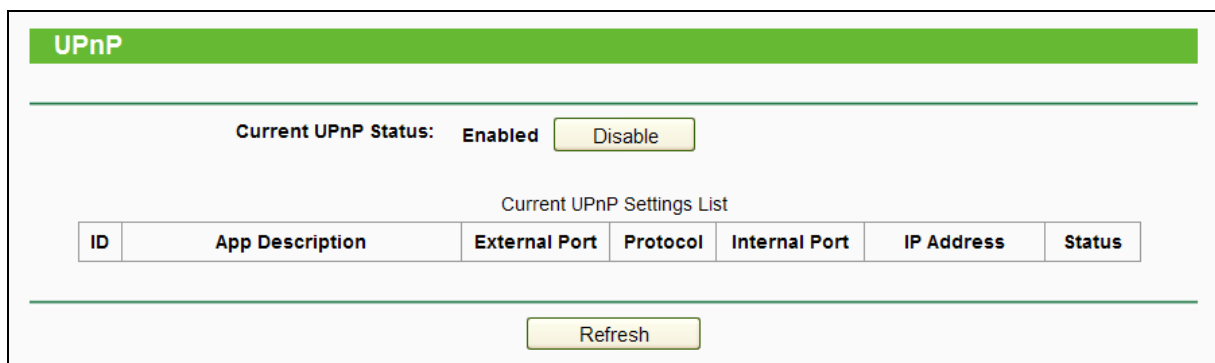 UPnP
Current UPnP Status: Enabled Disable
Current UPnP Settings List
ID App Description External Port Protocol Internal Port IP Address Status
Refresh